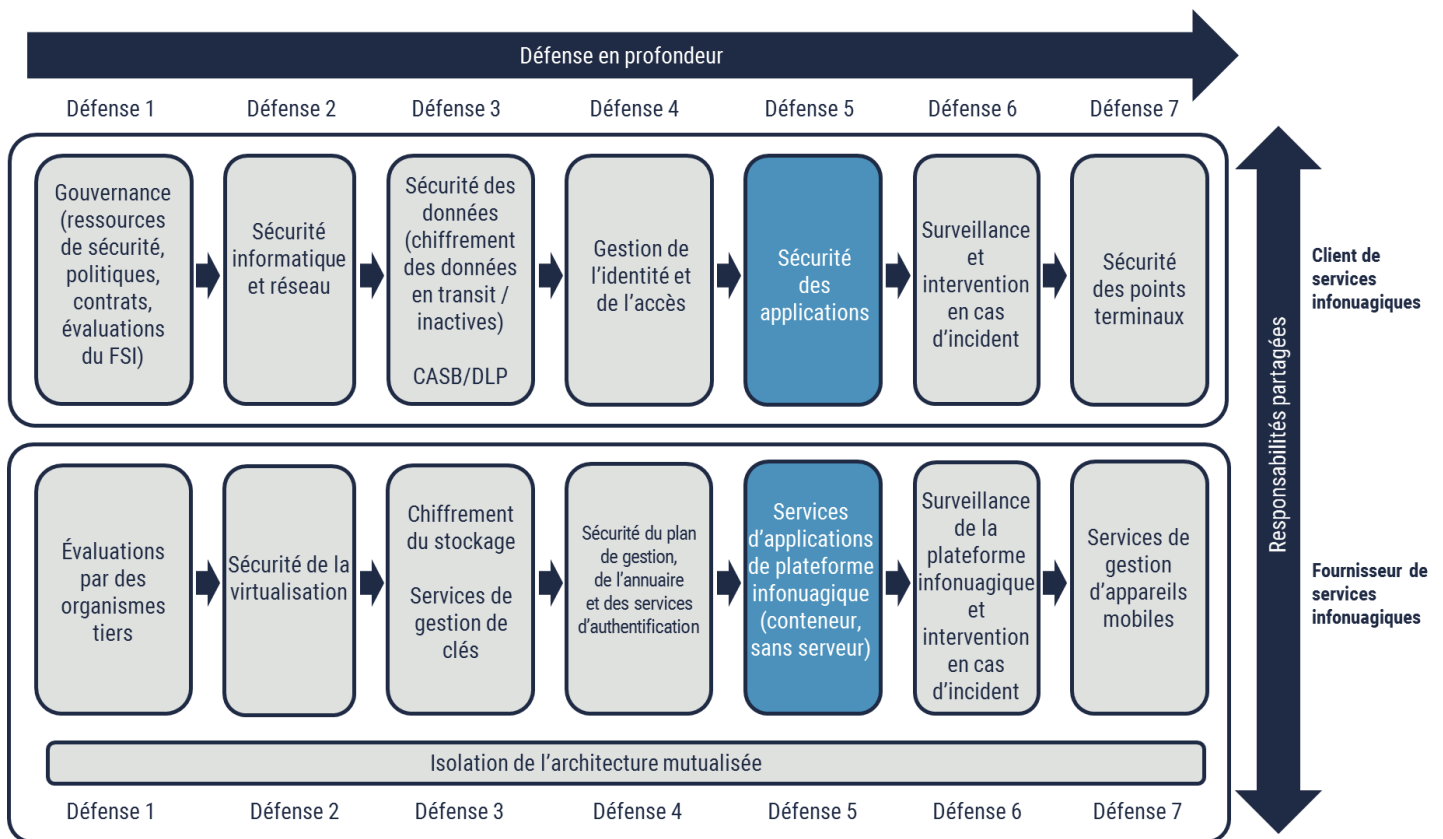 Défense en profondeur
Défense 1
Défense 2
Défense 3
Défense 4
Défense 5
Défense 6
Défense 7
Gouvernance
(ressources
de sécurité,
politiques,
contrats,
évaluations
du FSI)
Sécurité
informatique
et réseau
Sécurité des
données
(chiffrement
des données
en transit /
inactives)
CASB/DLP
Gestion de
l’identité et
de l’accès
Sécurité
des
applications
Surveillance
et
intervention
en cas
d’incident
Sécurité
des points
terminaux
Client de
services
infonuagiques
Responsabilités partagées
Évaluations
par des
organismes
tiers
Sécurité de la
virtualisation
Chiffrement
du stockage
Services de
gestion de
clés
Sécurité du plan
de gestion,
de l’annuaire
et des services
d’authentification
Services
d’applications
de plateforme
infonuagique
(conteneur,
sans serveur)
Surveillance
de la
plateforme
infonuagique
et
intervention
en cas
d’incident
Services de
gestion
d’appareils
mobiles
Fournisseur de
services
infonuagiques
Isolation de l’architecture mutualisée
Défense 1
Défense 2
Défense 3
Défense 4
Défense 5
Défense 6
Défense 7